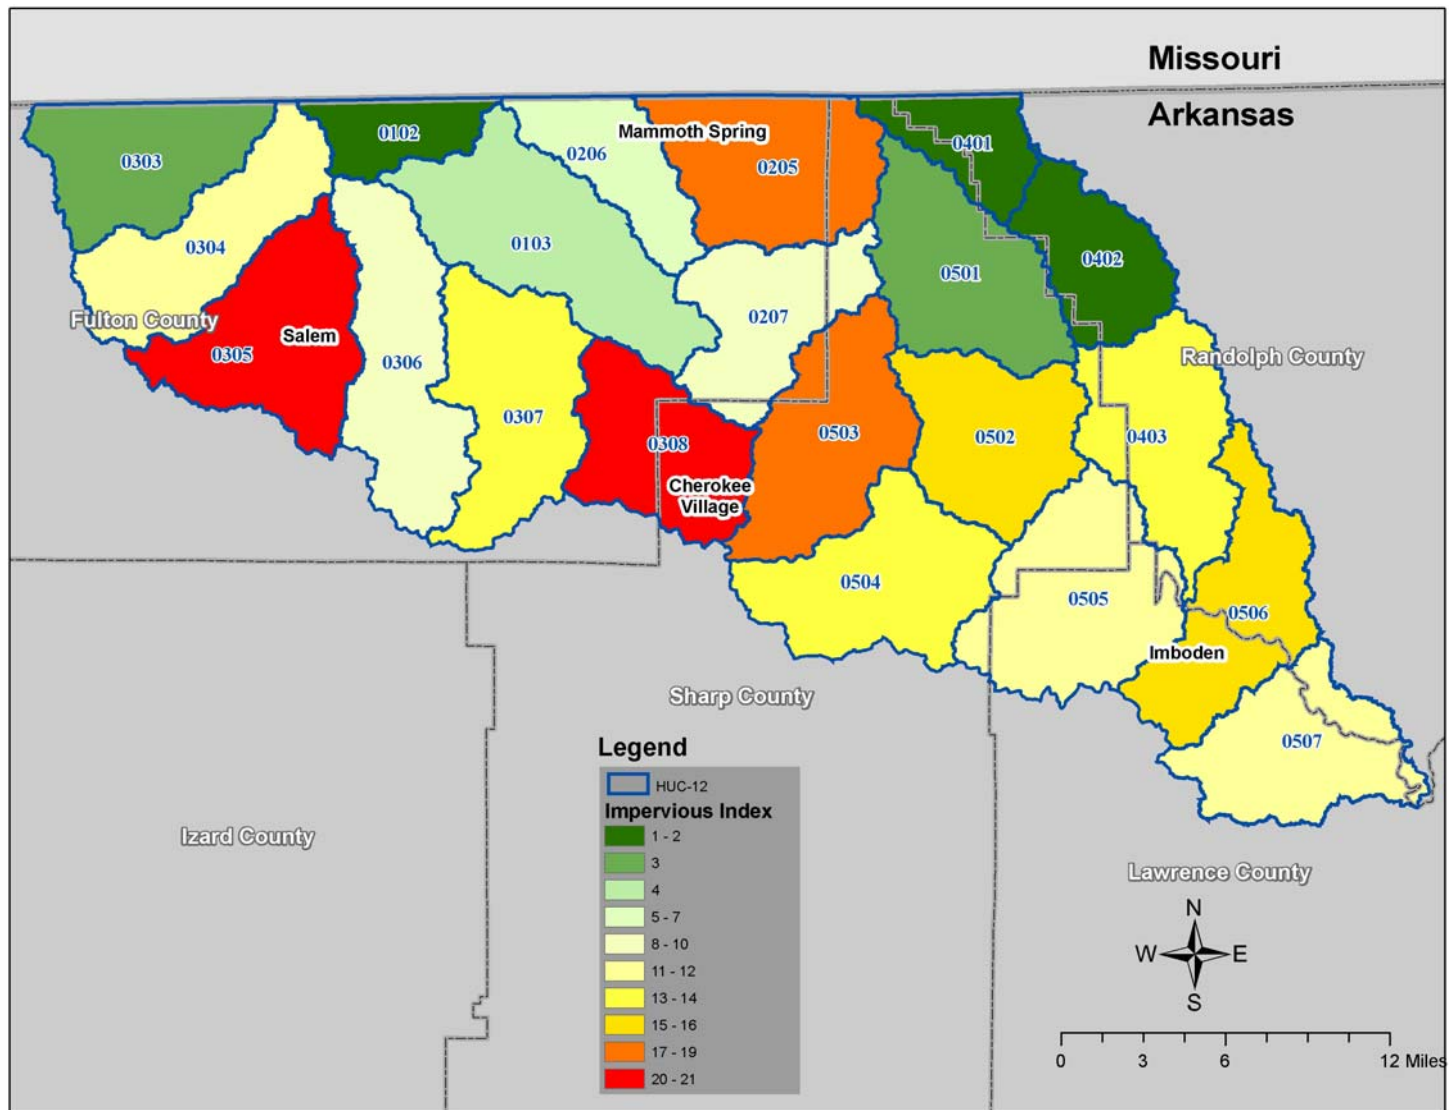 Missouri
Arkansas
Mammoth Spring
0102
0401
0206
0303
0205
0304
0103
0402
0501
Fulton County
0207
Salem
0305
Randolph County
0306
0307
0503
0502
0403
0308
Cherokee
Village
0504
0505
0506
Imboden
Sharp County
0507
Legend
HUC-12
Impervious Index
1 - 2
3
4
5 - 7
8 - 10
11 - 12
13 - 14
15 - 16
17 - 19
20 - 21
Izard County
Lawrence County
N
W E
S
0 3 6 12 Miles